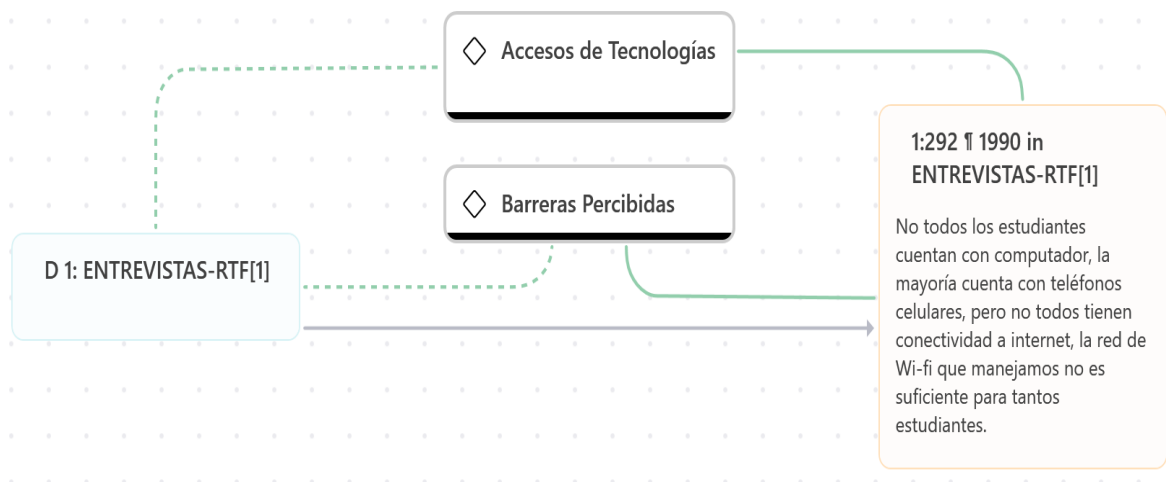 Accesos de Tecnologías
Barreras Percibidas
D 1: ENTREVISTAS-RTF[1]
1:292 ¶ 1990 in
ENTREVISTAS-RTF[1]
No todos los estudiantes
cuentan con computador, la
mayoría cuenta con teléfonos
celulares, pero no todos tienen
conectividad a internet, la red de
Wi-fi que manejamos no es
suficiente para tantos
estudiantes.